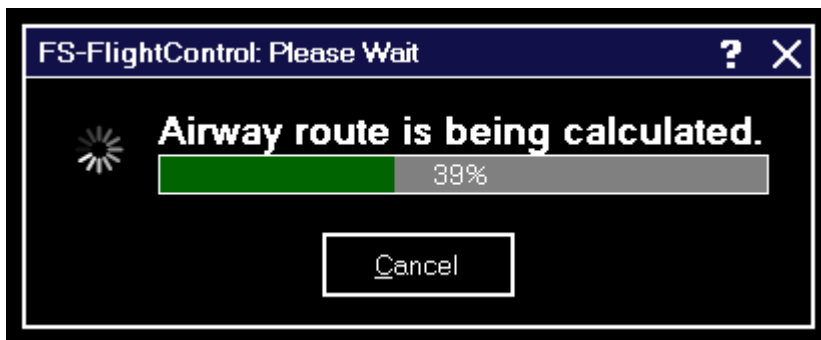 FS-FlightControl: Please Wait ?
Airway route is being calculated.
39%
Cancel